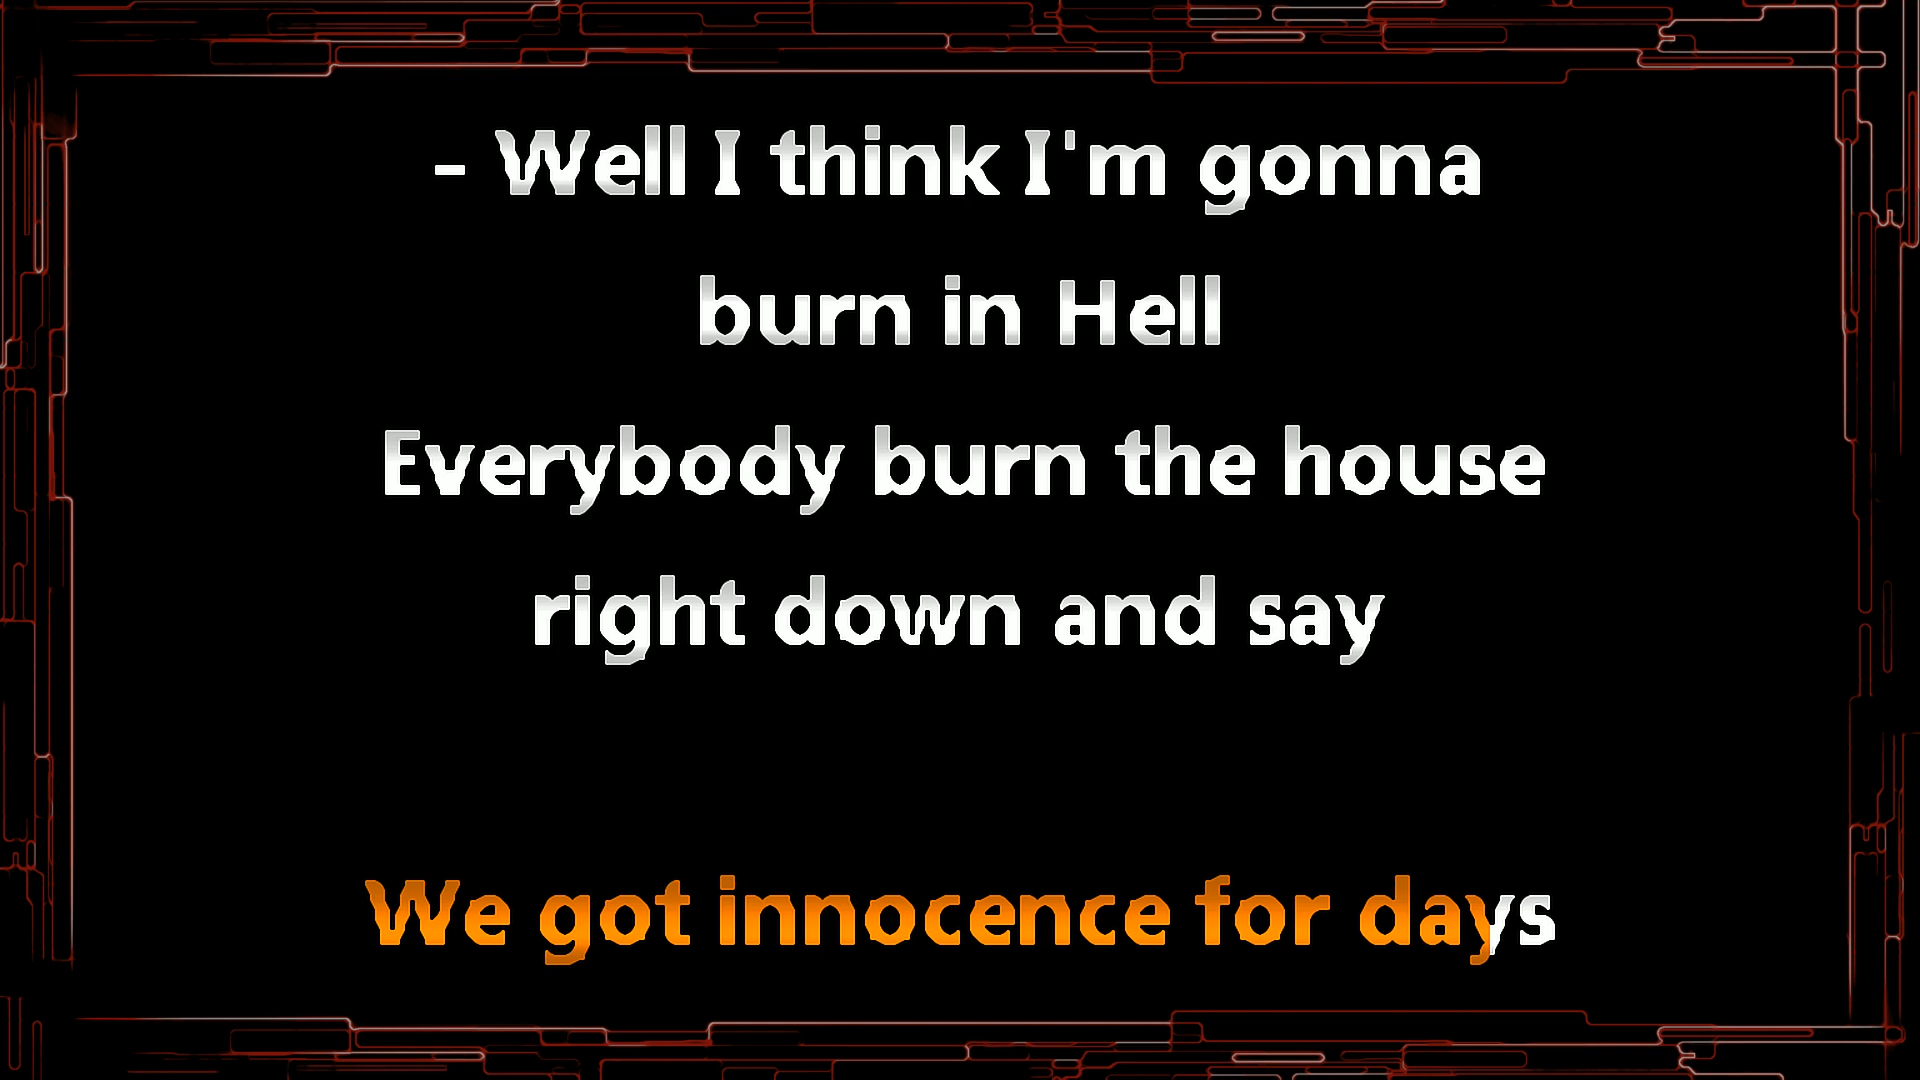 - Well I think I'm gonna
burn in Hell
Everybody burn the house
right down and say
We got innocence for days